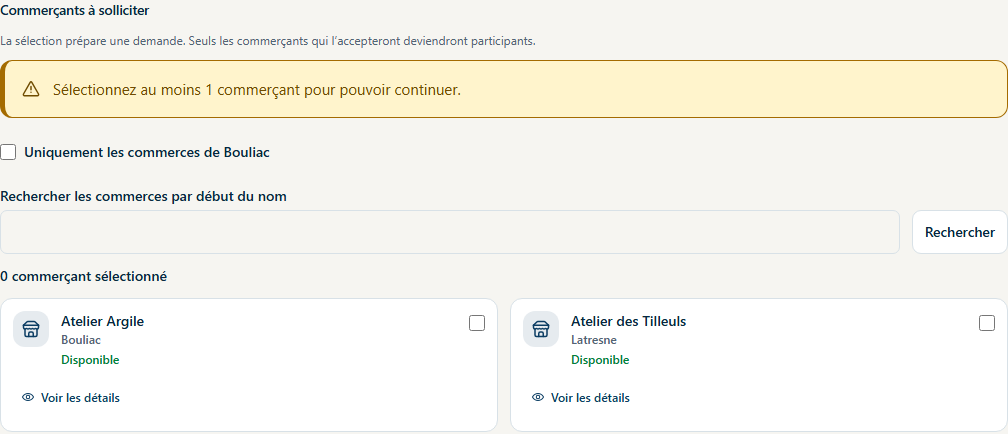 Commerçants à solliciter
La sélection prépare une demande. Seuls les commerçants qui l’accepteront deviendront participants.
Sélectionnez au moins 1 commerçant pour pouvoir continuer.
Uniquement les commerces de Bouliac
Rechercher les commerces par début du nom
Rechercher
0 commerçant sélectionné
Atelier Argile
Bouliac
Disponible
Voir les détails
Atelier des Tilleuls
Latresne
Disponible
Voir les détails